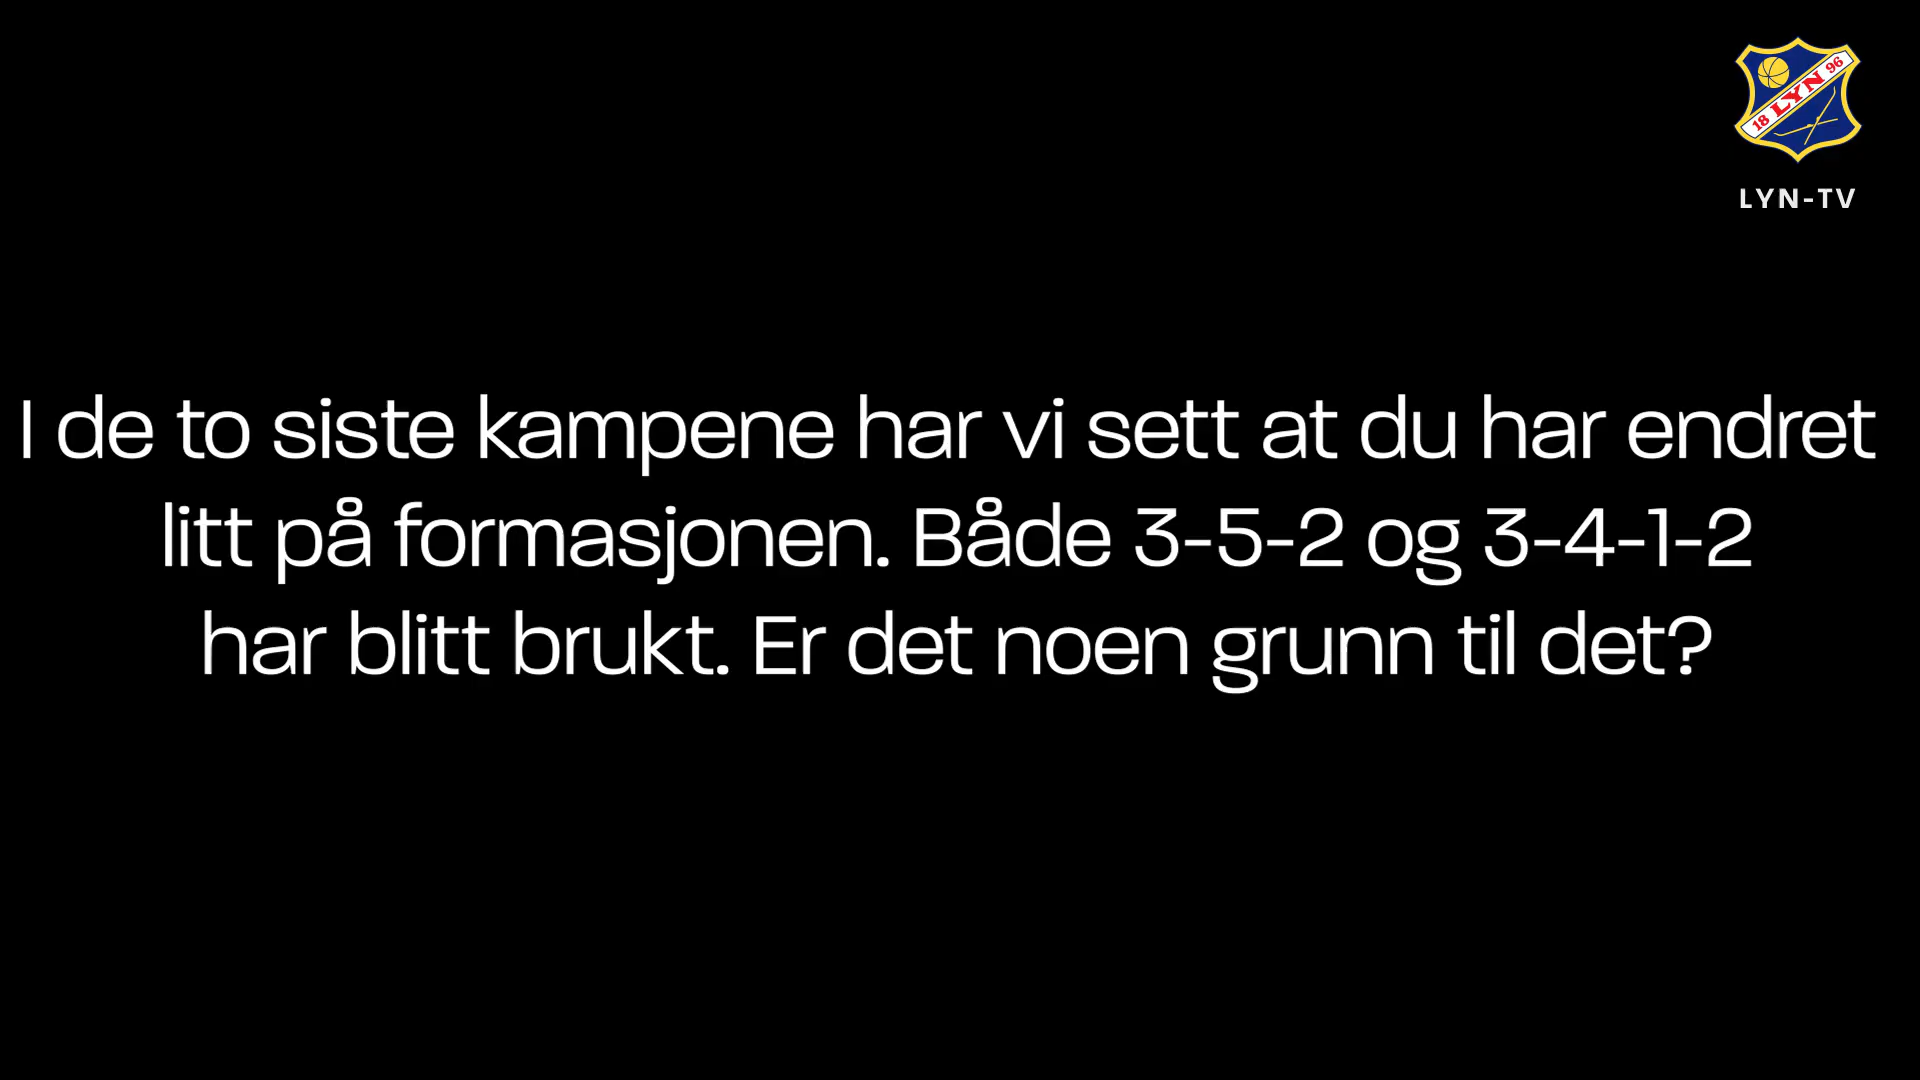 18 LYN 96
LYN-TV
I de to siste kampene har vi sett at du har endret
litt på formasjonen. Både 3-5-2 og 3-4-1-2
har blitt brukt. Er det noen grunn til det?